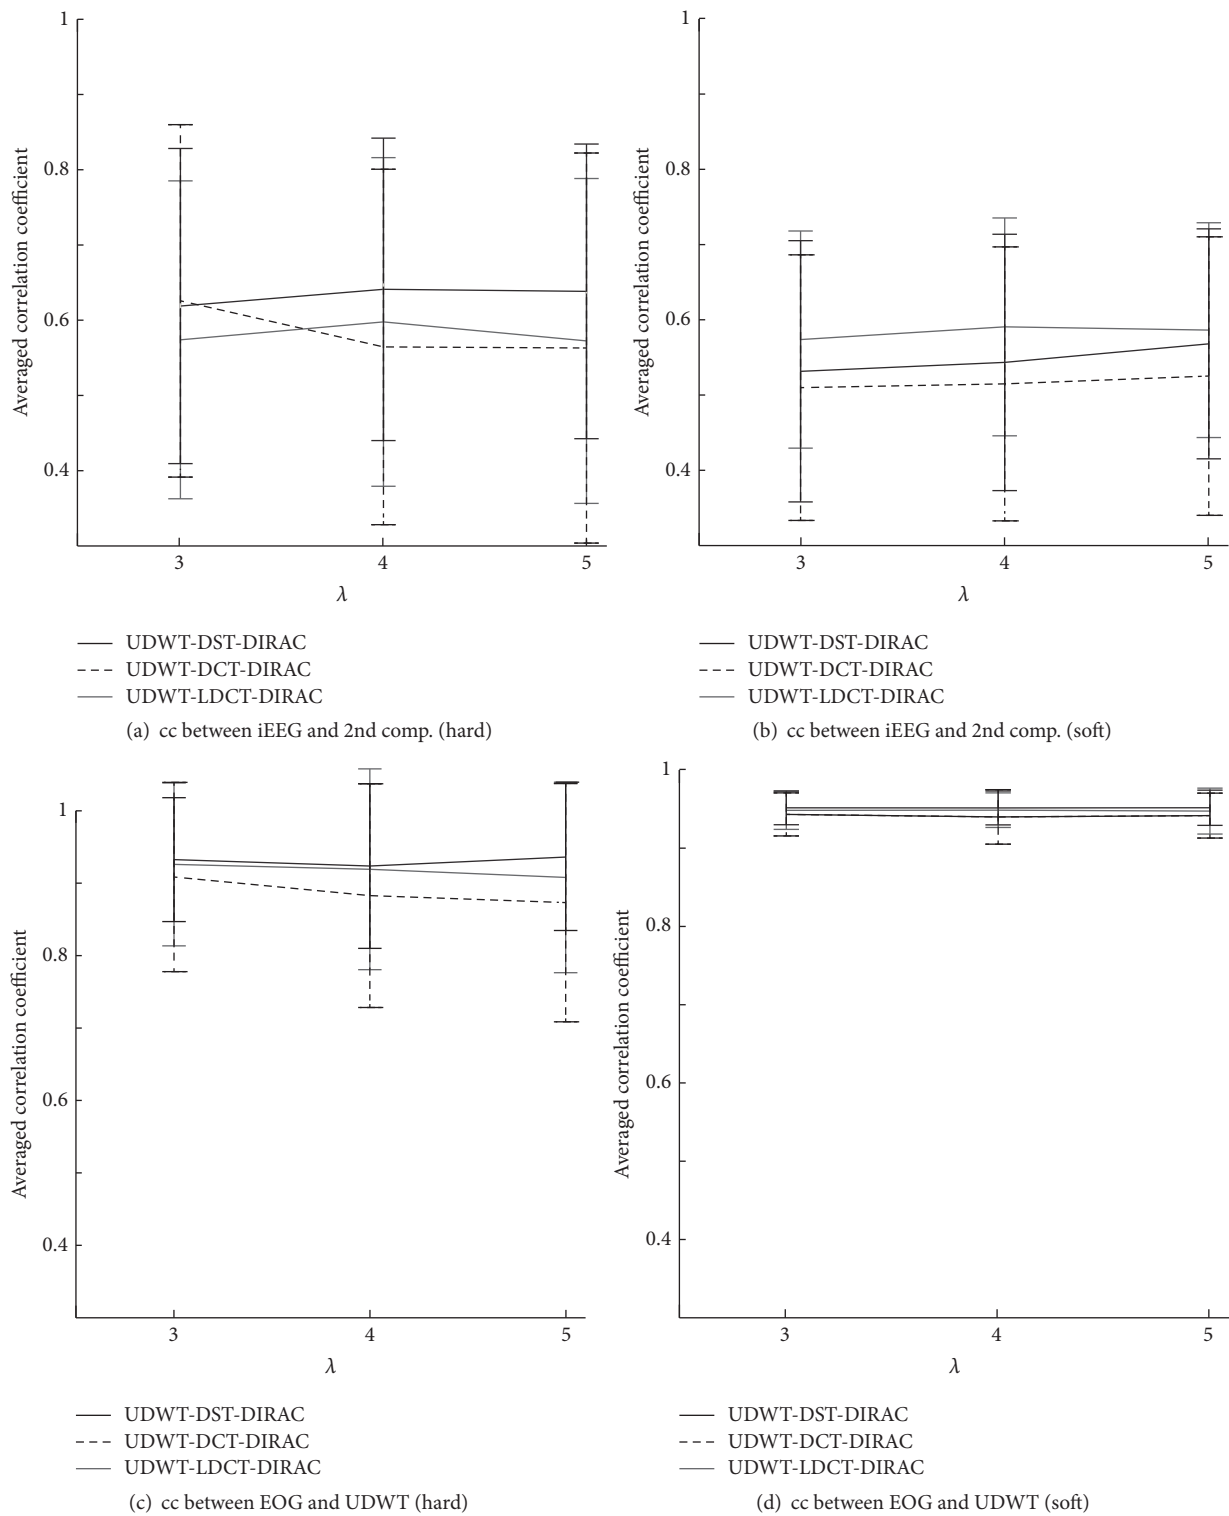 1
0.8
0.6
0.4
Averaged correlation coefficient
3 4 5
λ
UDWT-DST-DIRAC
UDWT-DCT-DIRAC
UDWT-LDCT-DIRAC
(a) cc between iEEG and 2nd comp. (hard)
1
0.8
0.6
0.4
Averaged correlation coefficient
3 4 5
λ
UDWT-DST-DIRAC
UDWT-DCT-DIRAC
UDWT-LDCT-DIRAC
(b) cc between iEEG and 2nd comp. (soft)
1
0.8
0.6
0.4
Averaged correlation coefficient
3 4 5
λ
UDWT-DST-DIRAC
UDWT-DCT-DIRAC
UDWT-LDCT-DIRAC
(c) cc between EOG and UDWT (hard)
1
0.8
0.6
0.4
Averaged correlation coefficient
3 4 5
λ
UDWT-DST-DIRAC
UDWT-DCT-DIRAC
UDWT-LDCT-DIRAC
(d) cc between EOG and UDWT (soft)